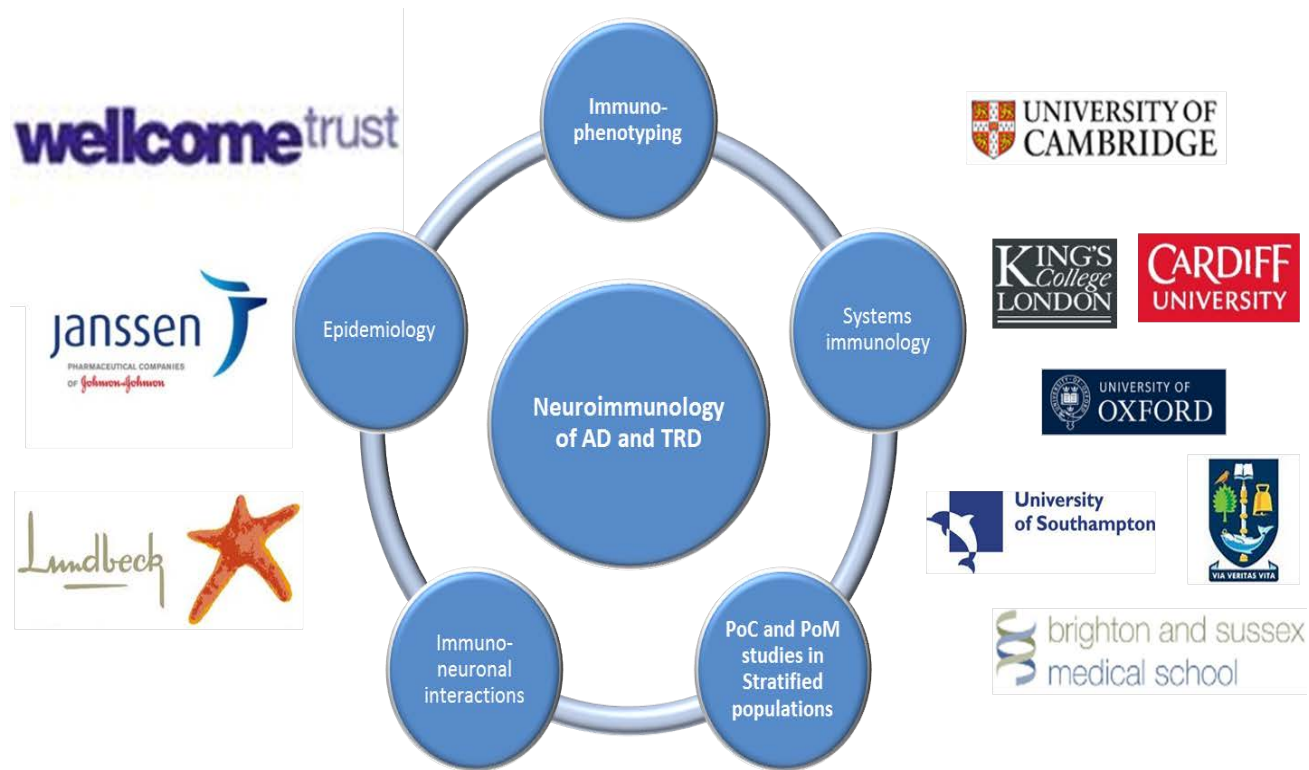 wellcometrust
janssen
PHARMACEUTICAL COMPANIES
OF Johnson&Johnson
Lundbeck
Immuno-
phenotyping
Epidemiology
Systems
immunology
Neuroimmunology
of AD and TRD
Immuno-
neuronal
interactions
PoC and PoM
studies in
Stratified
populations
UNIVERSITY OF
CAMBRIDGE
KING'S
College
LONDON
CARDIFF
UNIVERSITY
UNIVERSITY OF
OXFORD
University
of Southampton
VIA VERITAS VITA
brighton and sussex
medical school